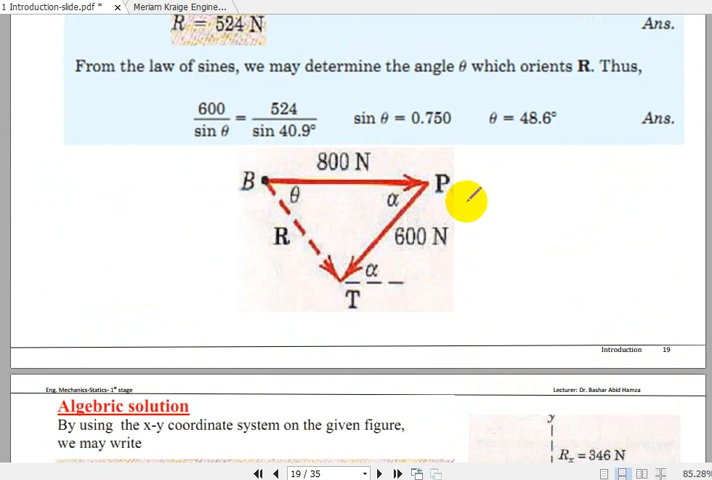 1 Introduction-slide.pdf * × Meriam Kraige Engine... ×
R = 524 N Ans.
From the law of sines, we may determine the angle θ which orients R. Thus,
600/sin θ = 524/sin 40.9° sin θ = 0.750 θ = 48.6° Ans.
800 N
B θ α P
R 600 N
α
T
Introduction 19
Eng. Mechanics-Statics- 1st stage Lecturer: Dr. Bashar Abid Hamza
Algebric solution
By using the x-y coordinate system on the given figure,
we may write
y
Rx = 346 N
19 / 35 85.28%